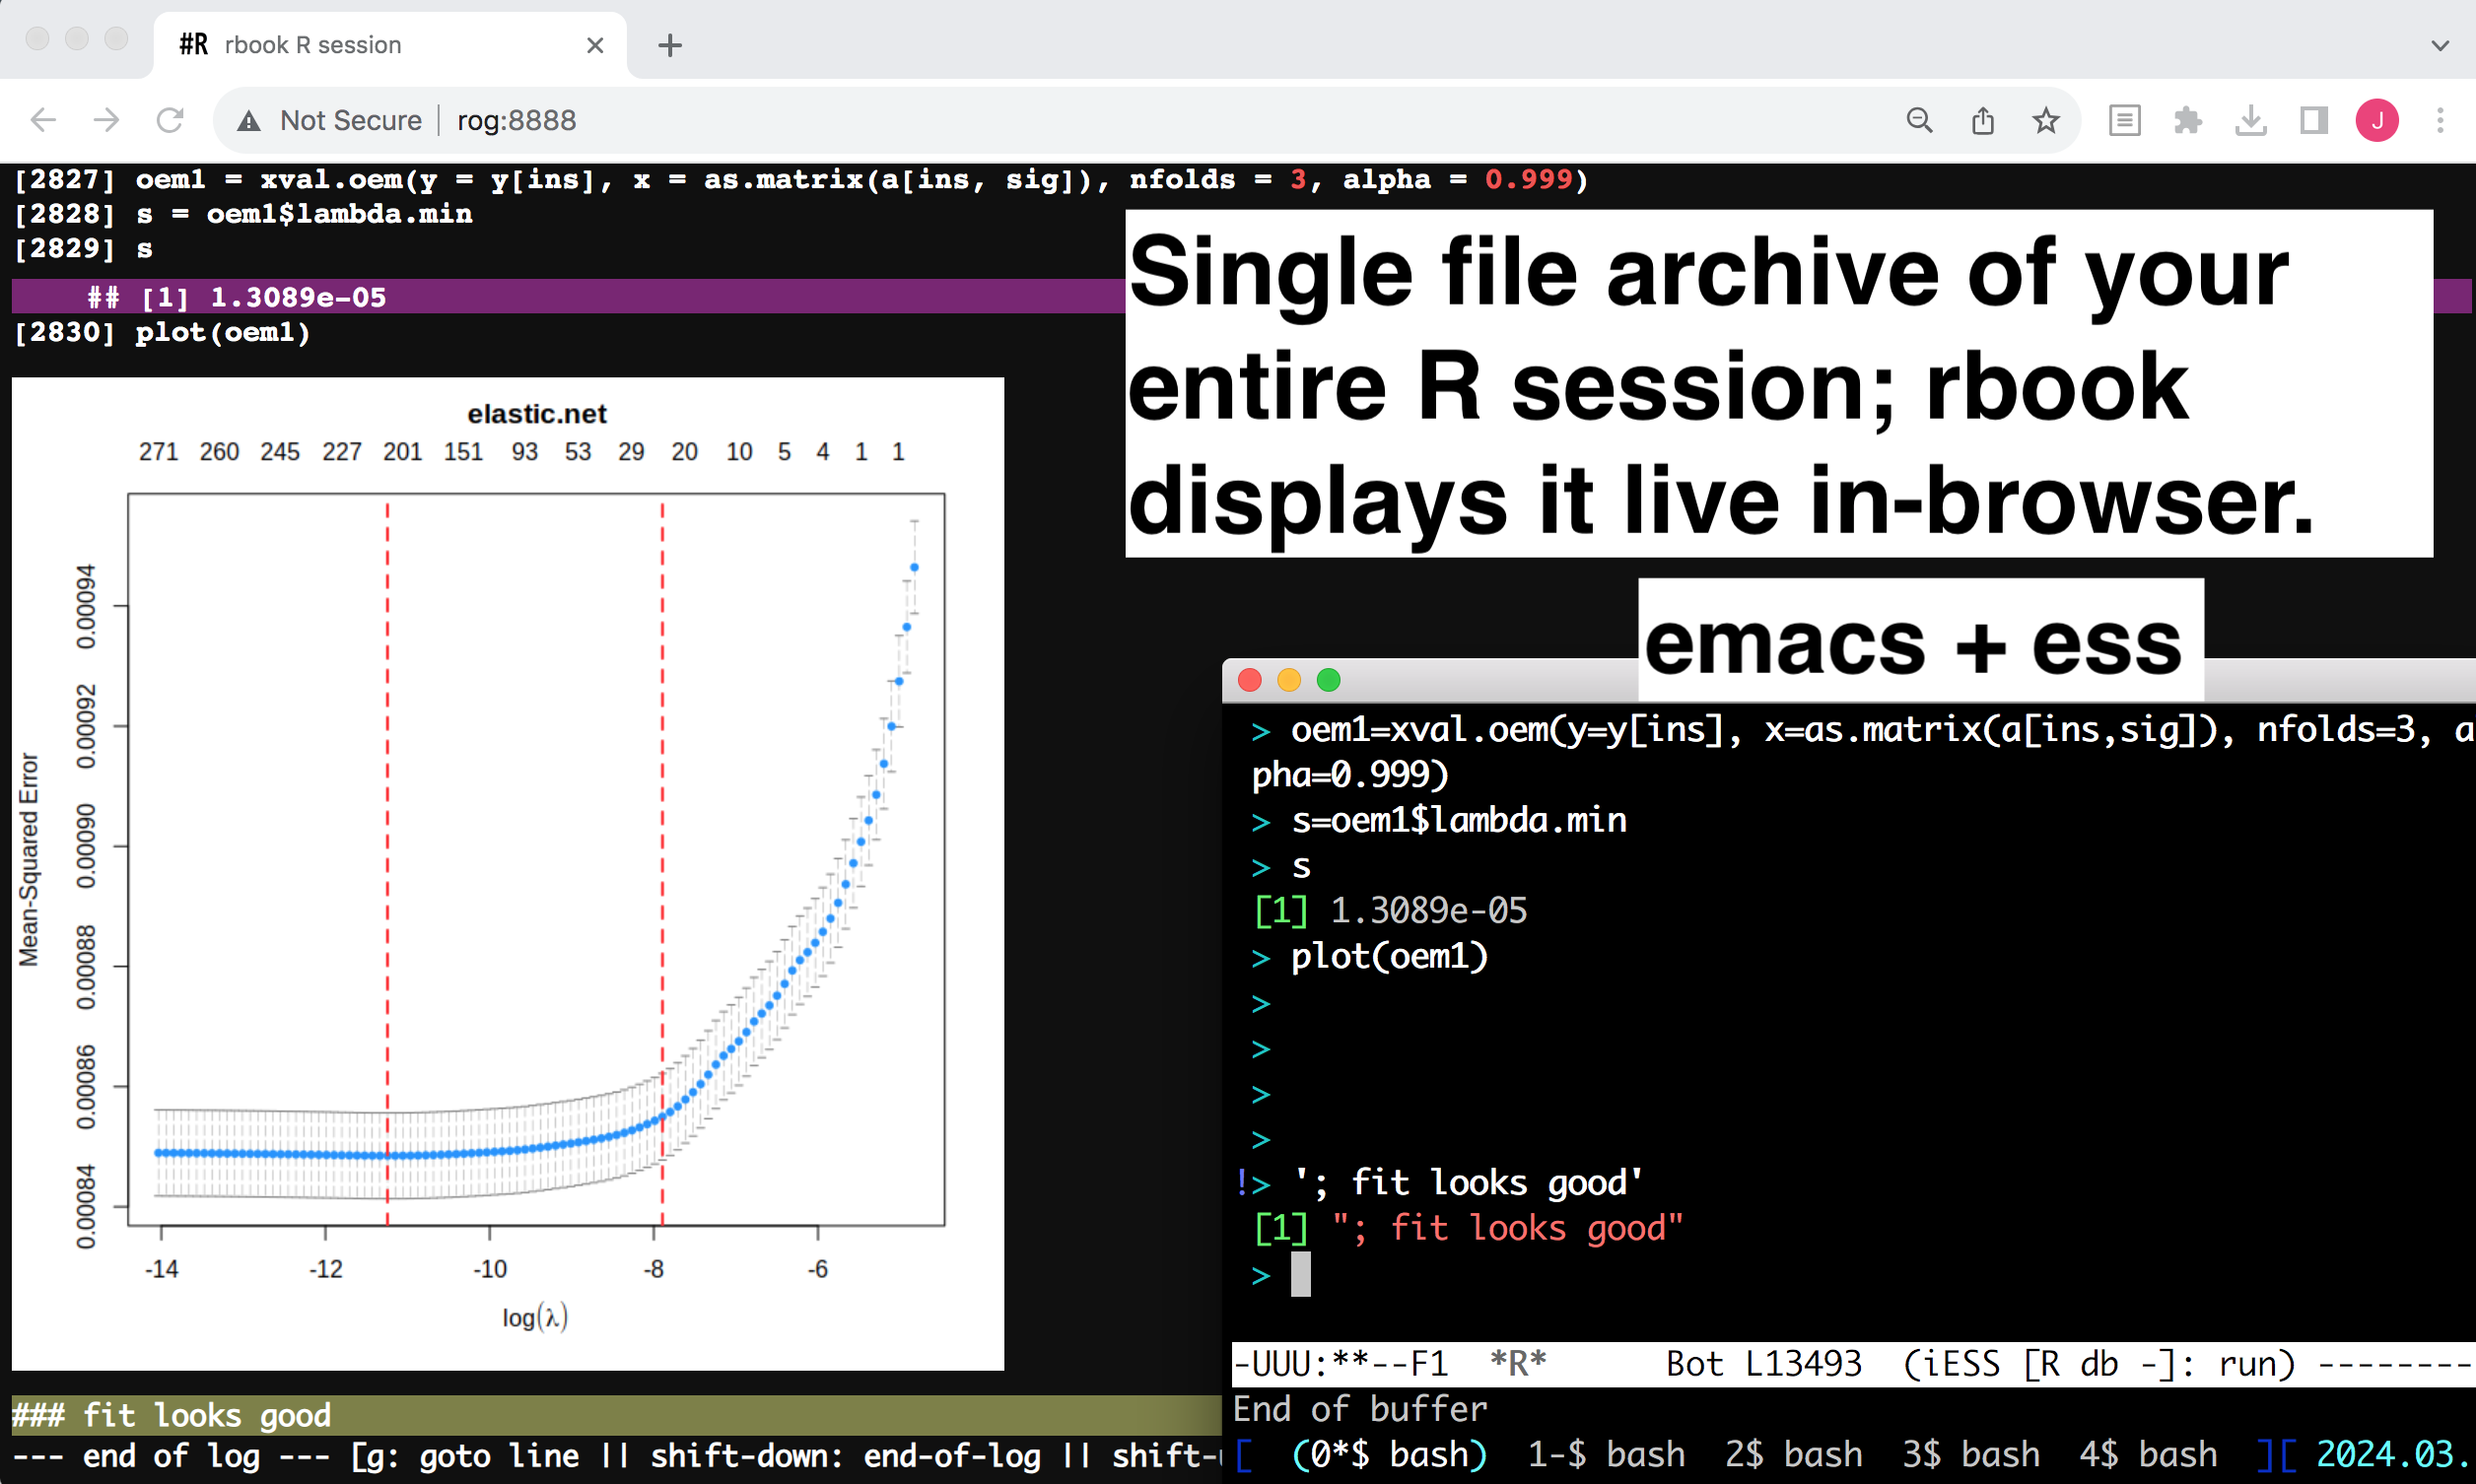 #R rbook R session
Not Secure | rog:8888
J
[2827] oem1 = xval.oem(y = y[ins], x = as.matrix(a[ins, sig]), nfolds = 3, alpha = 0.999)
[2828] s = oem1$lambda.min
[2829] s
## [1] 1.3089e-05
[2830] plot(oem1)
elastic.net
271 260 245 227 201 151 93 53 29 20 10 5 4 1 1
0.00094
0.00092
0.00090
0.00088
0.00086
0.00084
Mean-Squared Error
-14 -12 -10 -8 -6
log(λ)
### fit looks good
--- end of log --- [g: goto line || shift-down: end-of-log || shift-
Single file archive of your
entire R session; rbook
displays it live in-browser.
emacs + ess
> oem1=xval.oem(y=y[ins], x=as.matrix(a[ins,sig]), nfolds=3, a
pha=0.999)
> s=oem1$lambda.min
> s
[1] 1.3089e-05
> plot(oem1)
>
>
>
>
!> '; fit looks good'
[1] "; fit looks good"
>
-UUU:**--F1 *R* Bot L13493 (iESS [R db -]: run) --------
End of buffer
[ (0*$ bash) 1-$ bash 2$ bash 3$ bash 4$ bash ][ 2024.03.